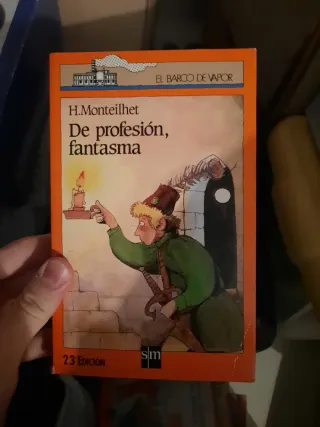 EL BARCO DE VAPOR
H. Monteilhet
De profesión,
fantasma
23 EDICIÓN
sm